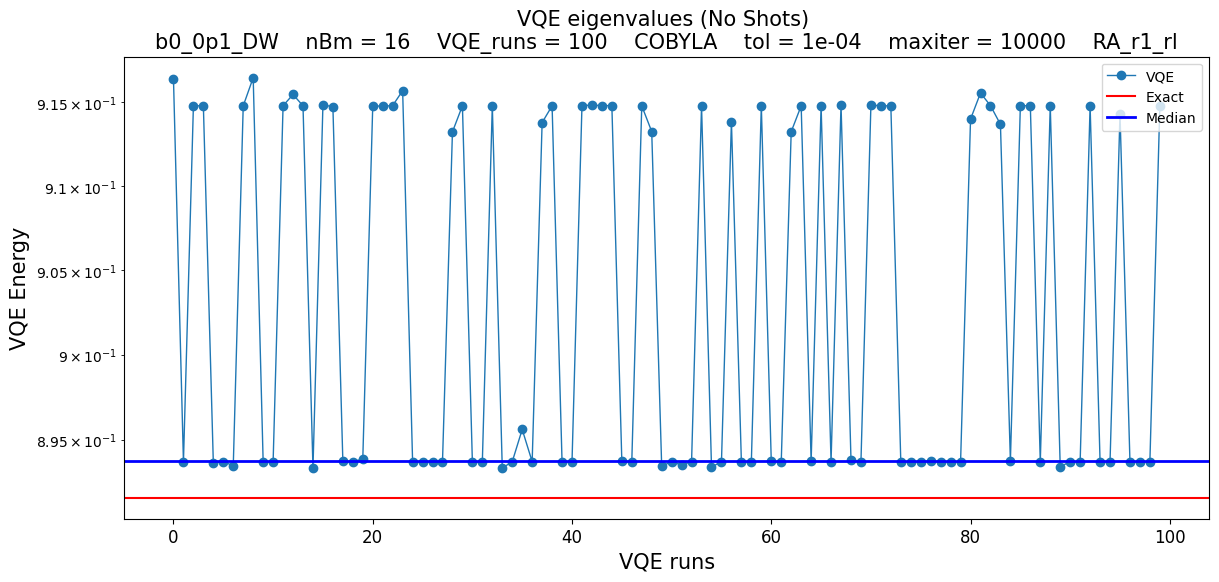 VQE eigenvalues (No Shots)
b0_0p1_DW    nBm = 16    VQE_runs = 100    COBYLA    tol = 1e-04    maxiter = 10000    RA_r1_rl
VQE
Exact
Median
VQE Energy
9.15 × 10⁻¹
9.1 × 10⁻¹
9.05 × 10⁻¹
9 × 10⁻¹
8.95 × 10⁻¹
0 20 40 60 80 100
VQE runs